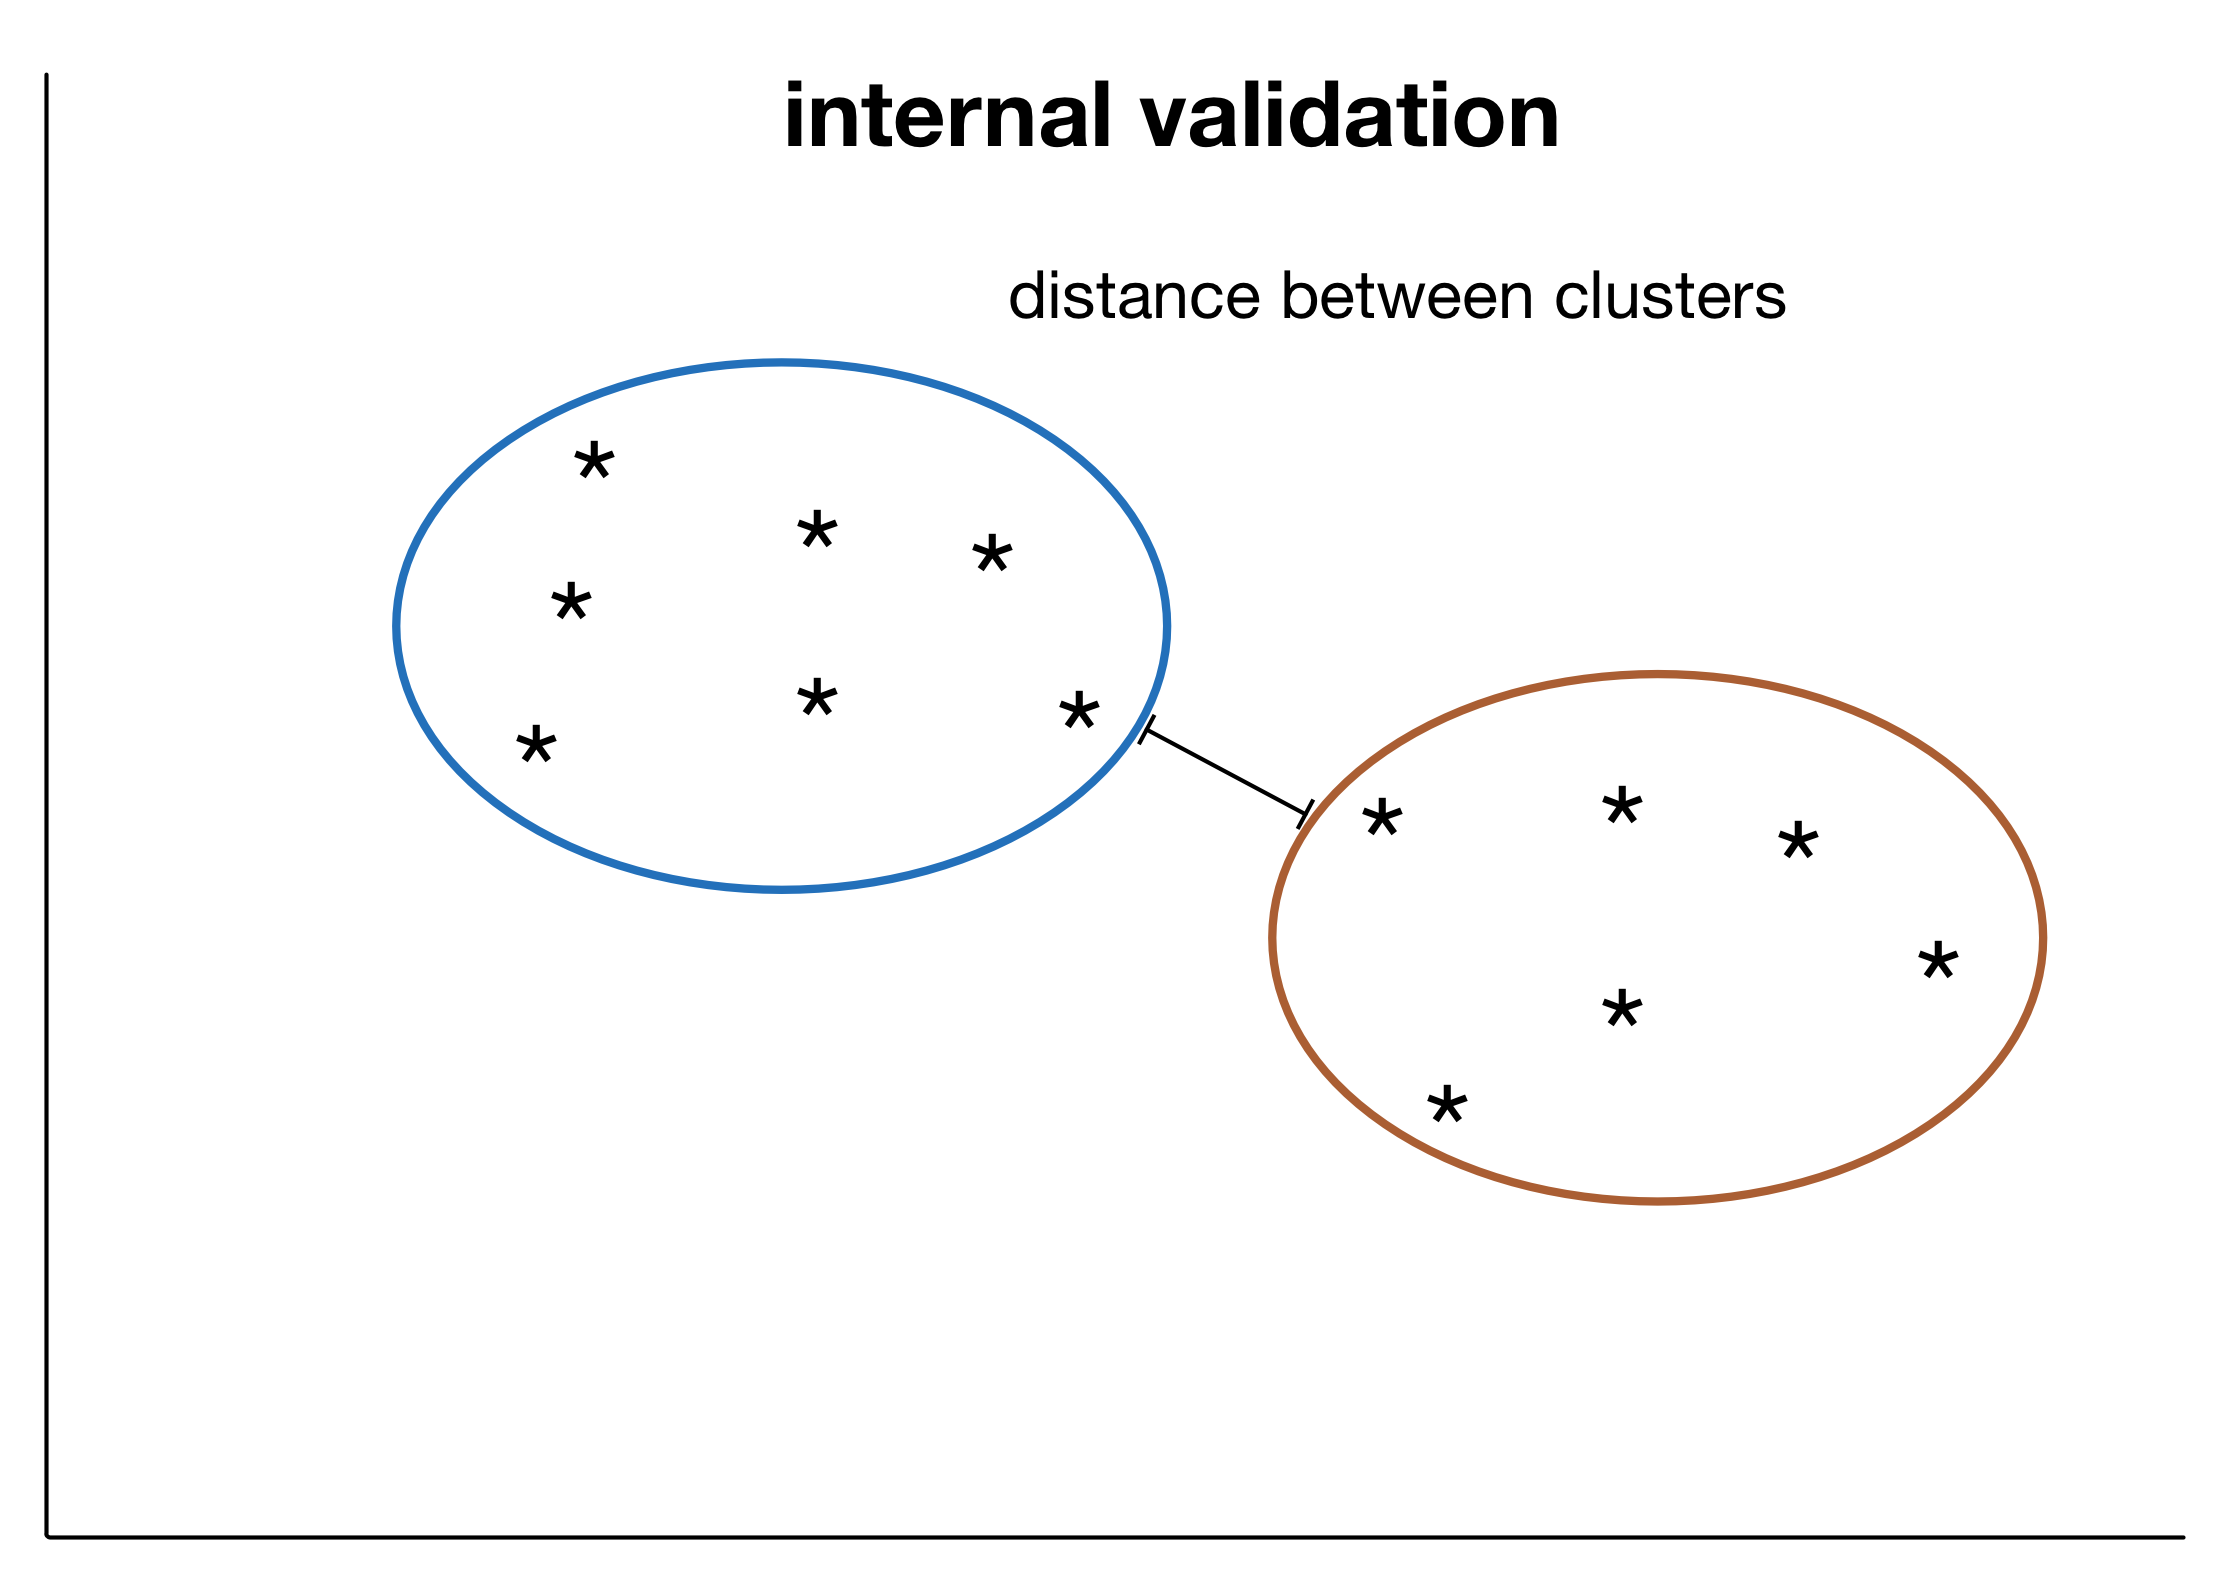 internal validation
distance between clusters